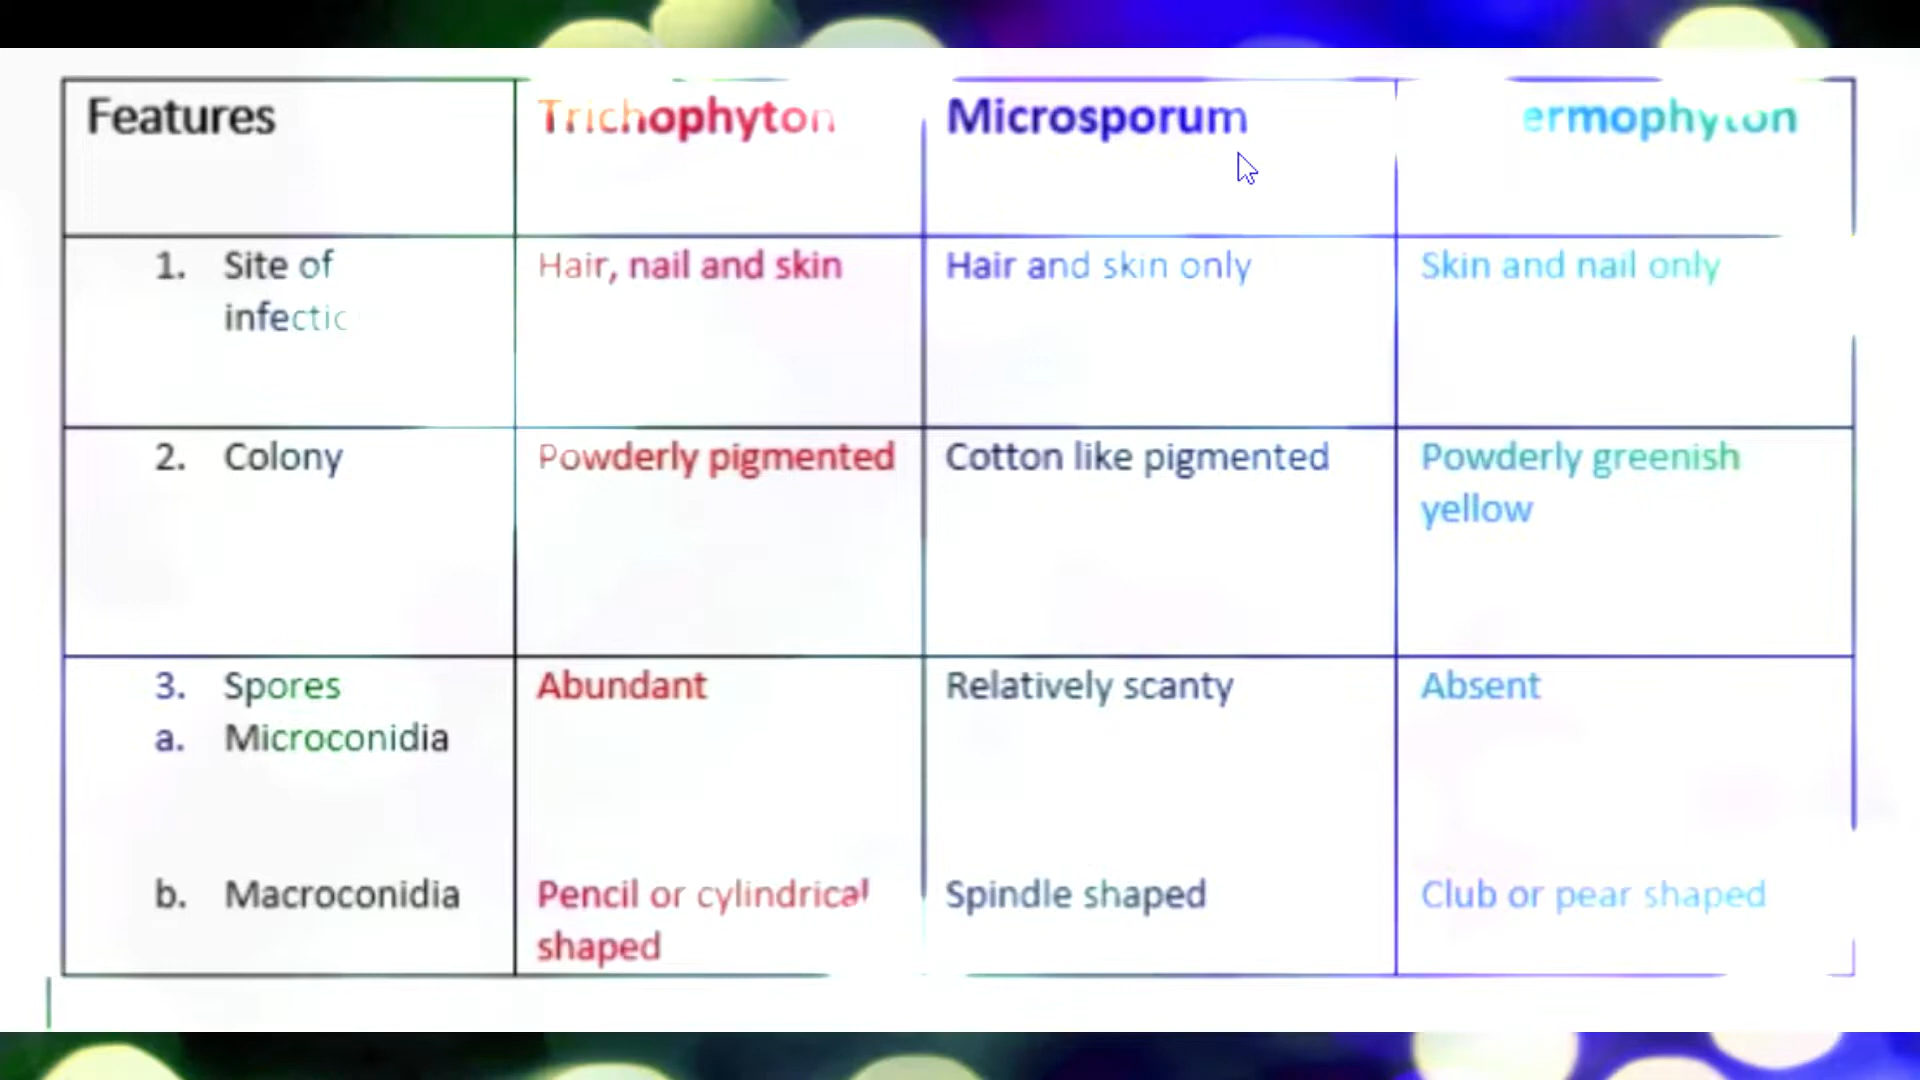 Features Trichophyton Microsporum ermophyton
1. Site of Hair, nail and skin Hair and skin only Skin and nail only
infectic
2. Colony Powderly pigmented Cotton like pigmented Powderly greenish
yellow
3. Spores Abundant Relatively scanty Absent
a. Microconidia
b. Macroconidia Pencil or cylindrical Spindle shaped Club or pear shaped
shaped